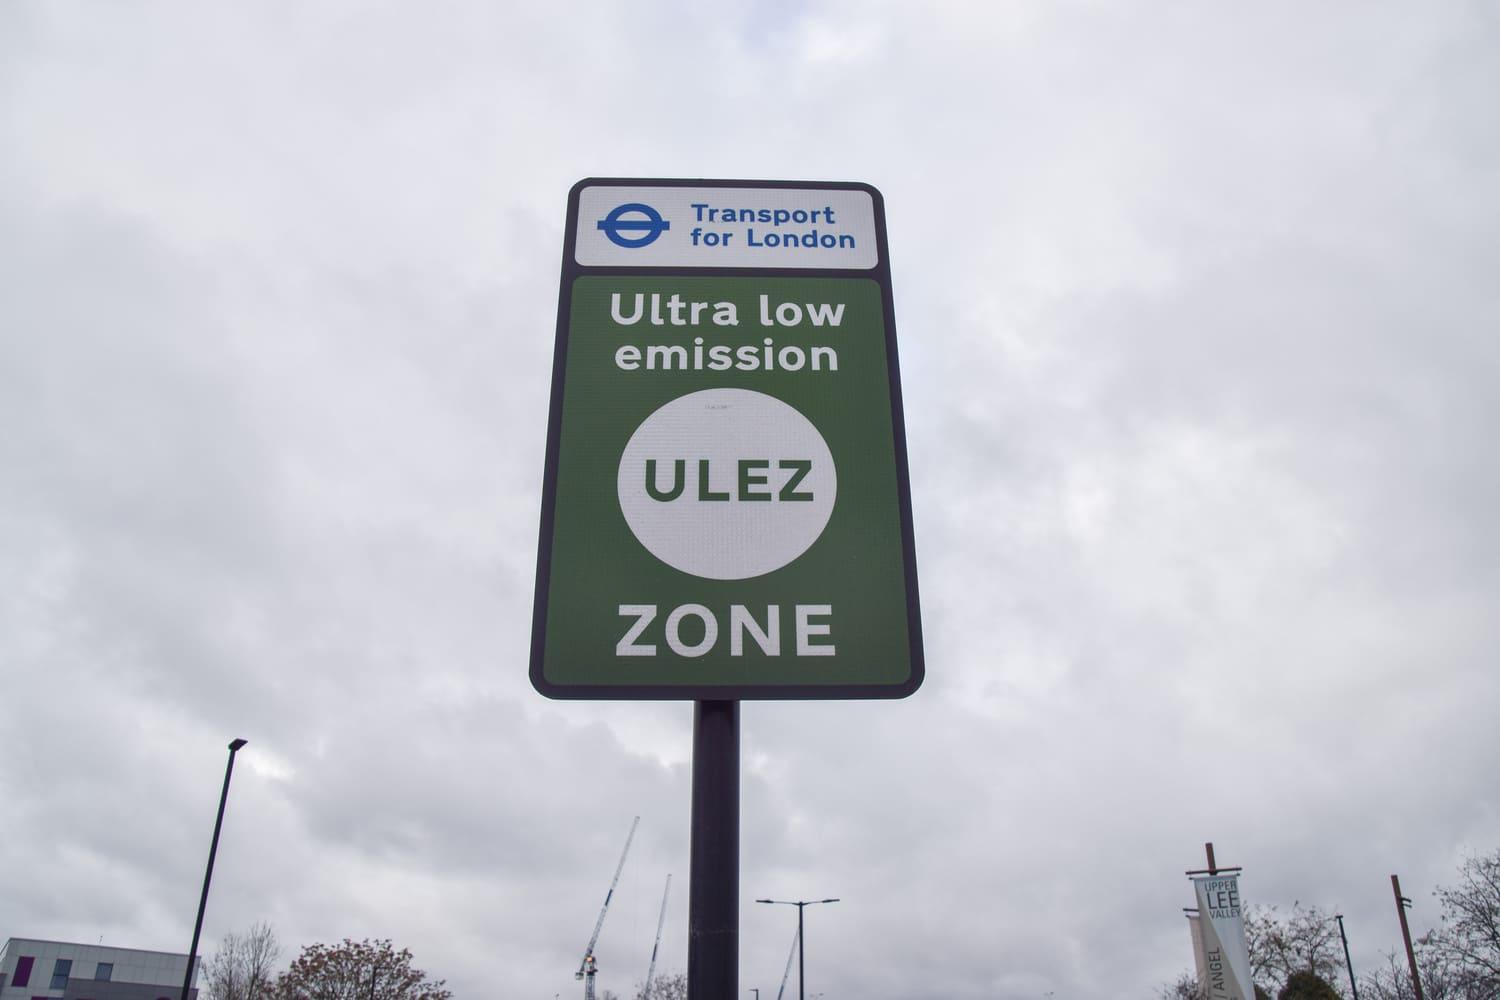 Transport
for London
Ultra low
emission
ULEZ
ZONE
UPPER
LEE
VALLEY
/ ANGEL